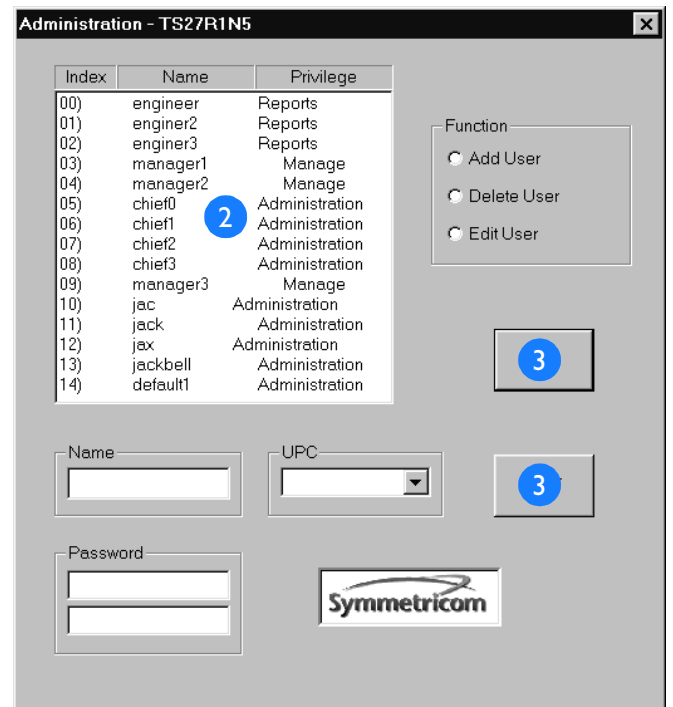 Administration - TS27R1N5
Index Name Privilege
00) engineer Reports
01) enginer2 Reports
02) enginer3 Reports
03) manager1 Manage
04) manager2 Manage
05) chief0 Administration
06) chief1 Administration
07) chief2 Administration
08) chief3 Administration
09) manager3 Manage
10) jac Administration
11) jack Administration
12) jax Administration
13) jackbell Administration
14) default1 Administration
2
Function
Add User
Delete User
Edit User
3
Name
UPC
3
Password
Symmetricom